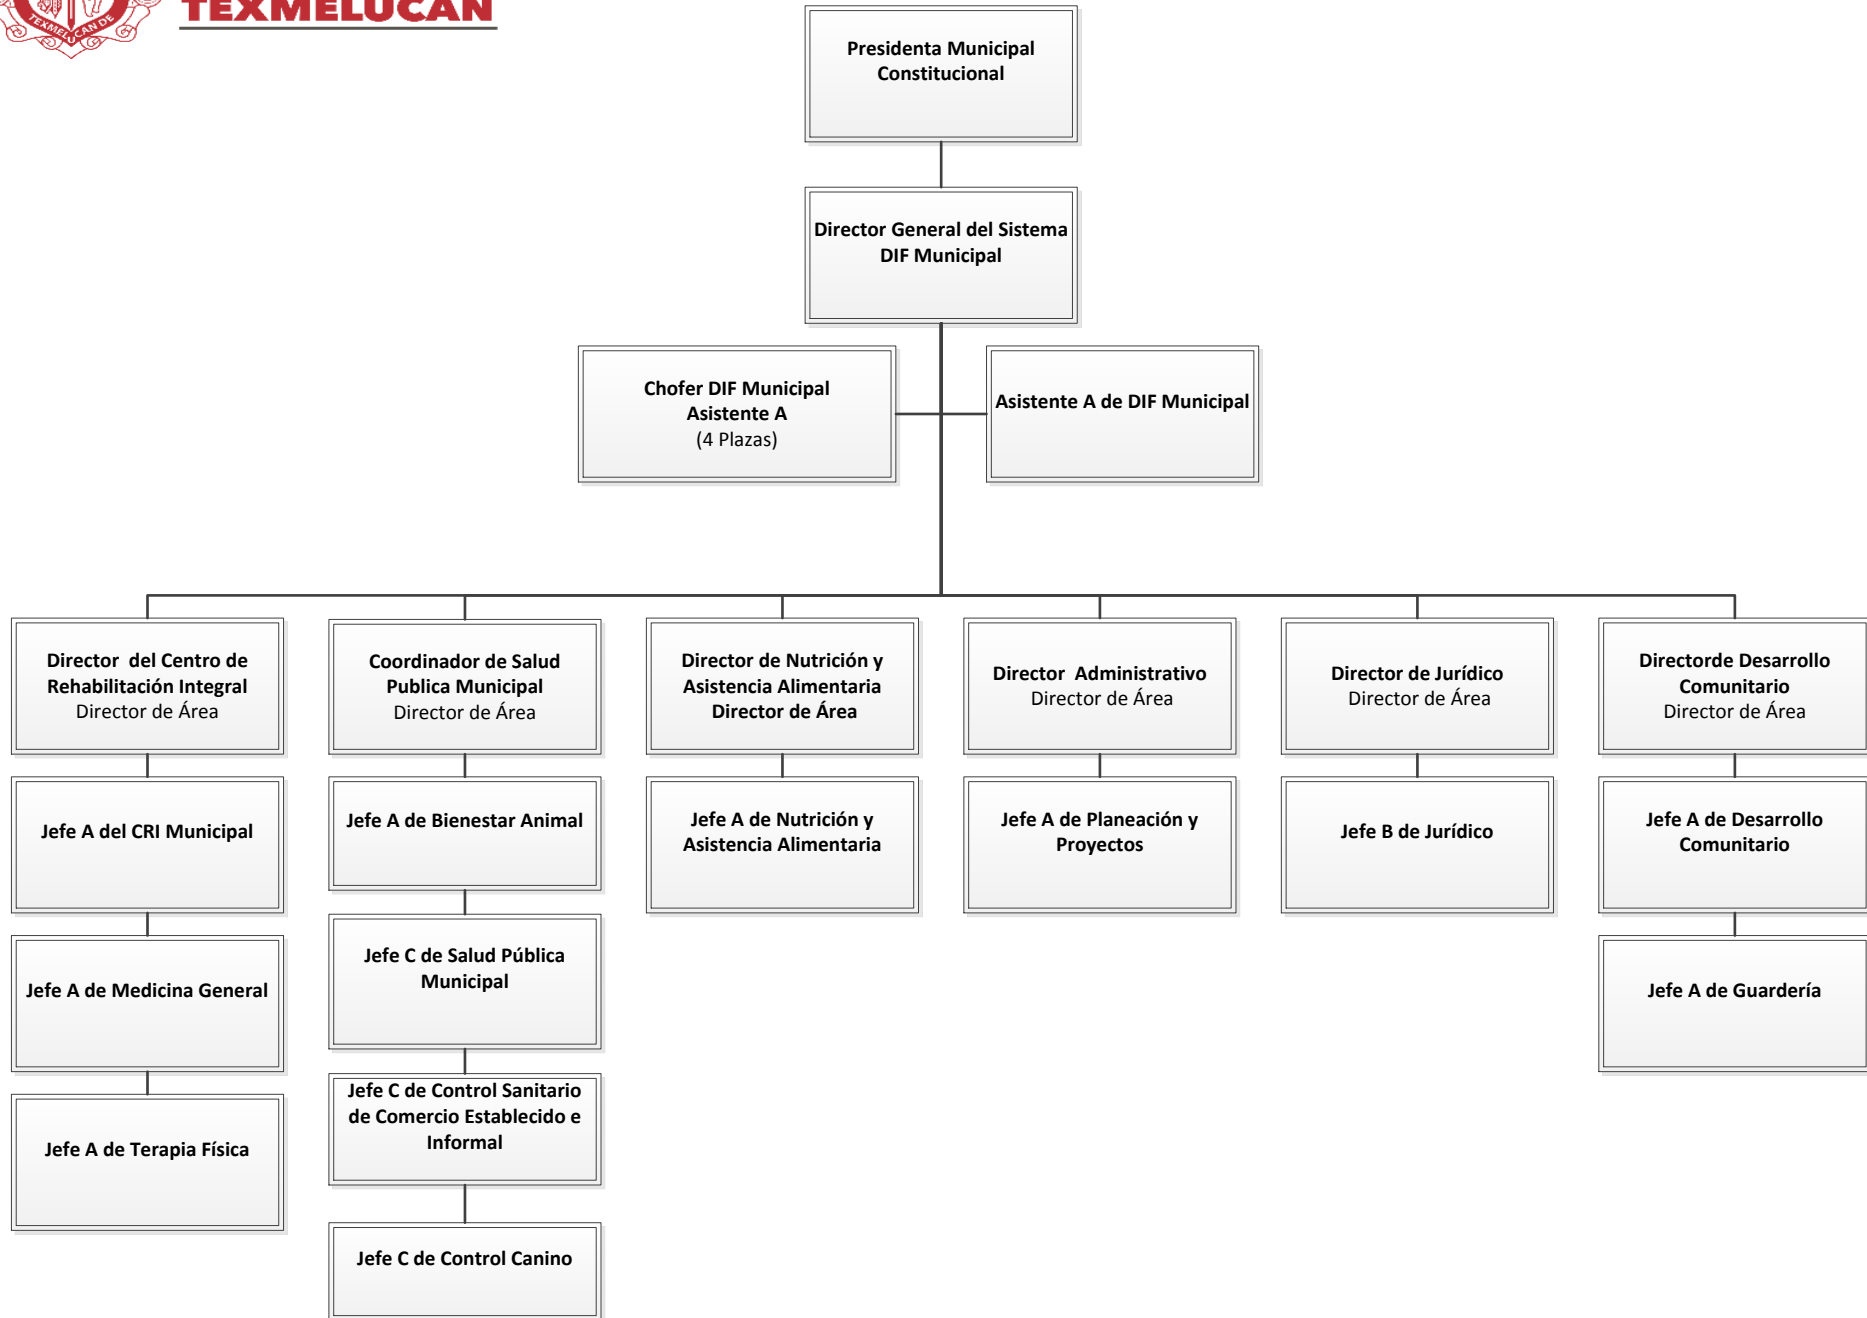 TEXMELUCAN
TEXMELUCAN DE
Presidenta Municipal
Constitucional
Director General del Sistema
DIF Municipal
Chofer DIF Municipal
Asistente A
(4 Plazas)
Asistente A de DIF Municipal
Director  del Centro de
Rehabilitación Integral
Director de Área
Coordinador de Salud
Publica Municipal
Director de Área
Director de Nutrición y
Asistencia Alimentaria
Director de Área
Director  Administrativo
Director de Área
Director de Jurídico
Director de Área
Directorde Desarrollo
Comunitario
Director de Área
Jefe A del CRI Municipal
Jefe A de Bienestar Animal
Jefe A de Nutrición y
Asistencia Alimentaria
Jefe A de Planeación y
Proyectos
Jefe B de Jurídico
Jefe A de Desarrollo
Comunitario
Jefe A de Medicina General
Jefe C de Salud Pública
Municipal
Jefe A de Guardería
Jefe A de Terapia Física
Jefe C de Control Sanitario
de Comercio Establecido e
Informal
Jefe C de Control Canino